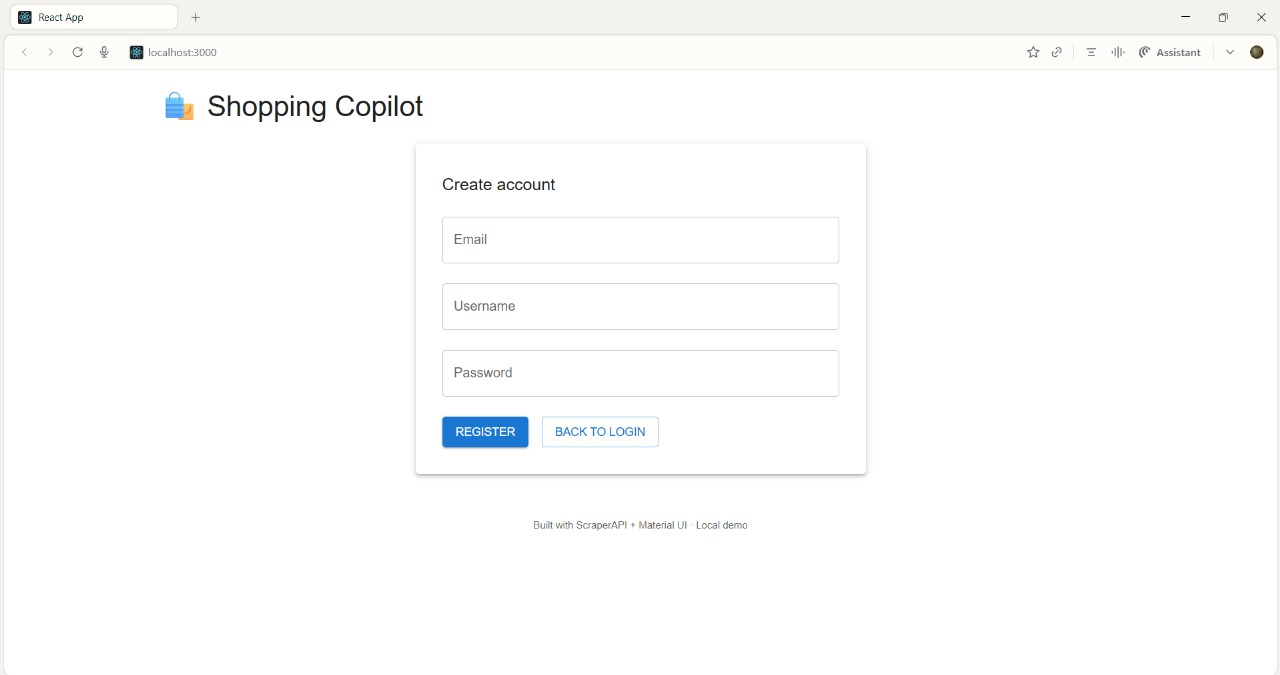 React App
localhost:3000
Assistant
Shopping Copilot
Create account
Email
Username
Password
REGISTER BACK TO LOGIN
Built with ScraperAPI + Material UI · Local demo